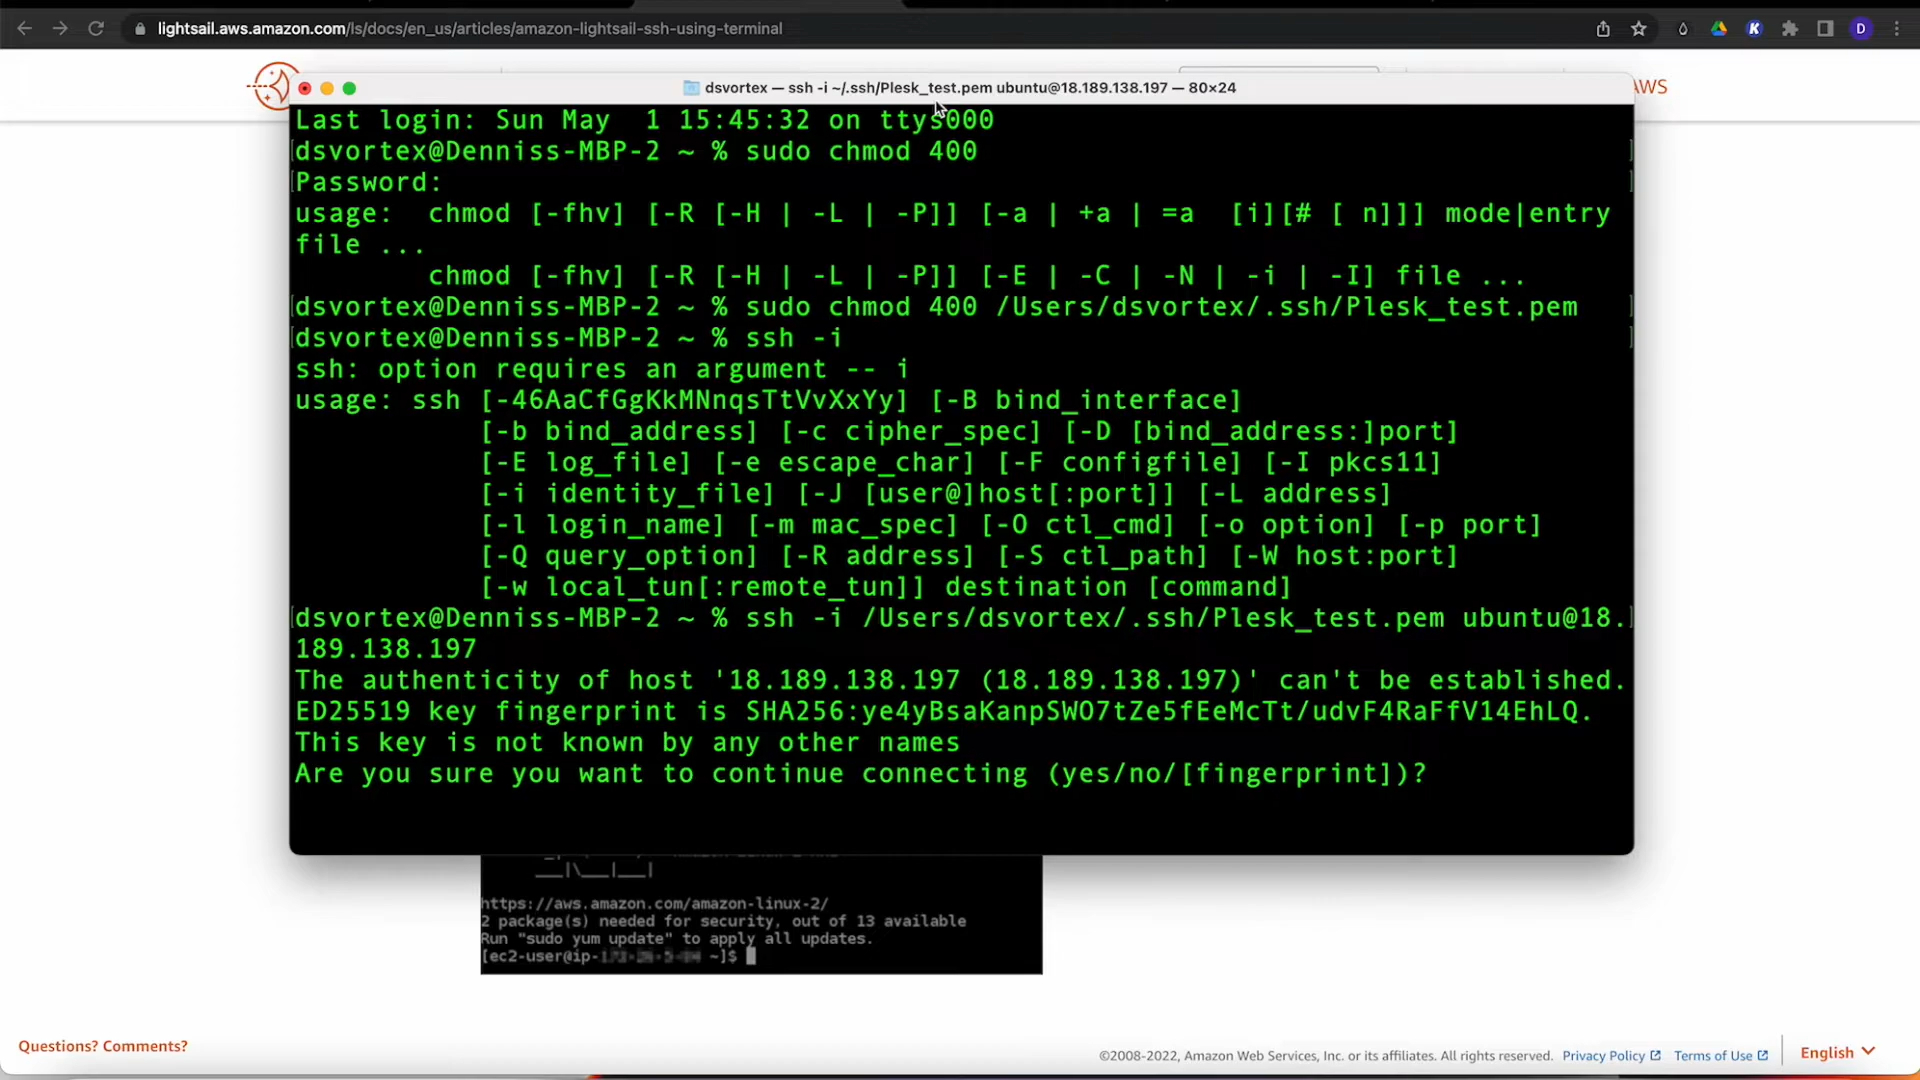 lightsail.aws.amazon.com/ls/docs/en_us/articles/amazon-lightsail-ssh-using-terminal
D
AWS
dsvortex — ssh -i ~/.ssh/Plesk_test.pem ubuntu@18.189.138.197 — 80×24
Last login: Sun May  1 15:45:32 on ttys000
dsvortex@Denniss-MBP-2 ~ % sudo chmod 400
Password:
usage:  chmod [-fhv] [-R [-H | -L | -P]] [-a | +a | =a  [i][# [ n]]] mode|entry
file ...
        chmod [-fhv] [-R [-H | -L | -P]] [-E | -C | -N | -i | -I] file ...
dsvortex@Denniss-MBP-2 ~ % sudo chmod 400 /Users/dsvortex/.ssh/Plesk_test.pem
dsvortex@Denniss-MBP-2 ~ % ssh -i
ssh: option requires an argument -- i
usage: ssh [-46AaCfGgKkMNnqsTtVvXxYy] [-B bind_interface]
           [-b bind_address] [-c cipher_spec] [-D [bind_address:]port]
           [-E log_file] [-e escape_char] [-F configfile] [-I pkcs11]
           [-i identity_file] [-J [user@]host[:port]] [-L address]
           [-l login_name] [-m mac_spec] [-O ctl_cmd] [-o option] [-p port]
           [-Q query_option] [-R address] [-S ctl_path] [-W host:port]
           [-w local_tun[:remote_tun]] destination [command]
dsvortex@Denniss-MBP-2 ~ % ssh -i /Users/dsvortex/.ssh/Plesk_test.pem ubuntu@18.
189.138.197
The authenticity of host '18.189.138.197 (18.189.138.197)' can't be established.
ED25519 key fingerprint is SHA256:ye4yBsaKanpSWO7tZe5fEeMcTt/udvF4RaFfV14EhLQ.
This key is not known by any other names
Are you sure you want to continue connecting (yes/no/[fingerprint])?
https://aws.amazon.com/amazon-linux-2/
2 package(s) needed for security, out of 13 available
Run "sudo yum update" to apply all updates.
[ec2-user@ip- ~]$
Questions? Comments?
©2008-2022, Amazon Web Services, Inc. or its affiliates. All rights reserved. Privacy Policy Terms of Use English